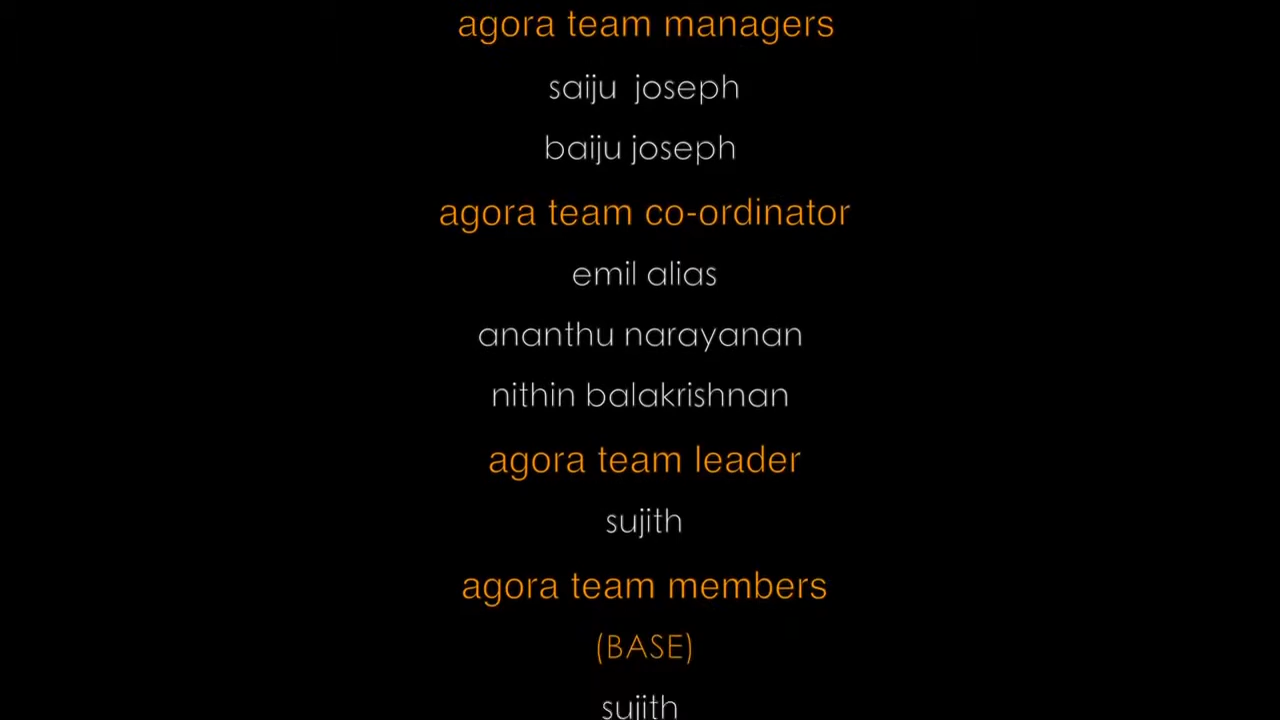 agora team managers
saiju joseph
baiju joseph
agora team co-ordinator
emil alias
ananthu narayanan
nithin balakrishnan
agora team leader
sujith
agora team members
(BASE)
sujith